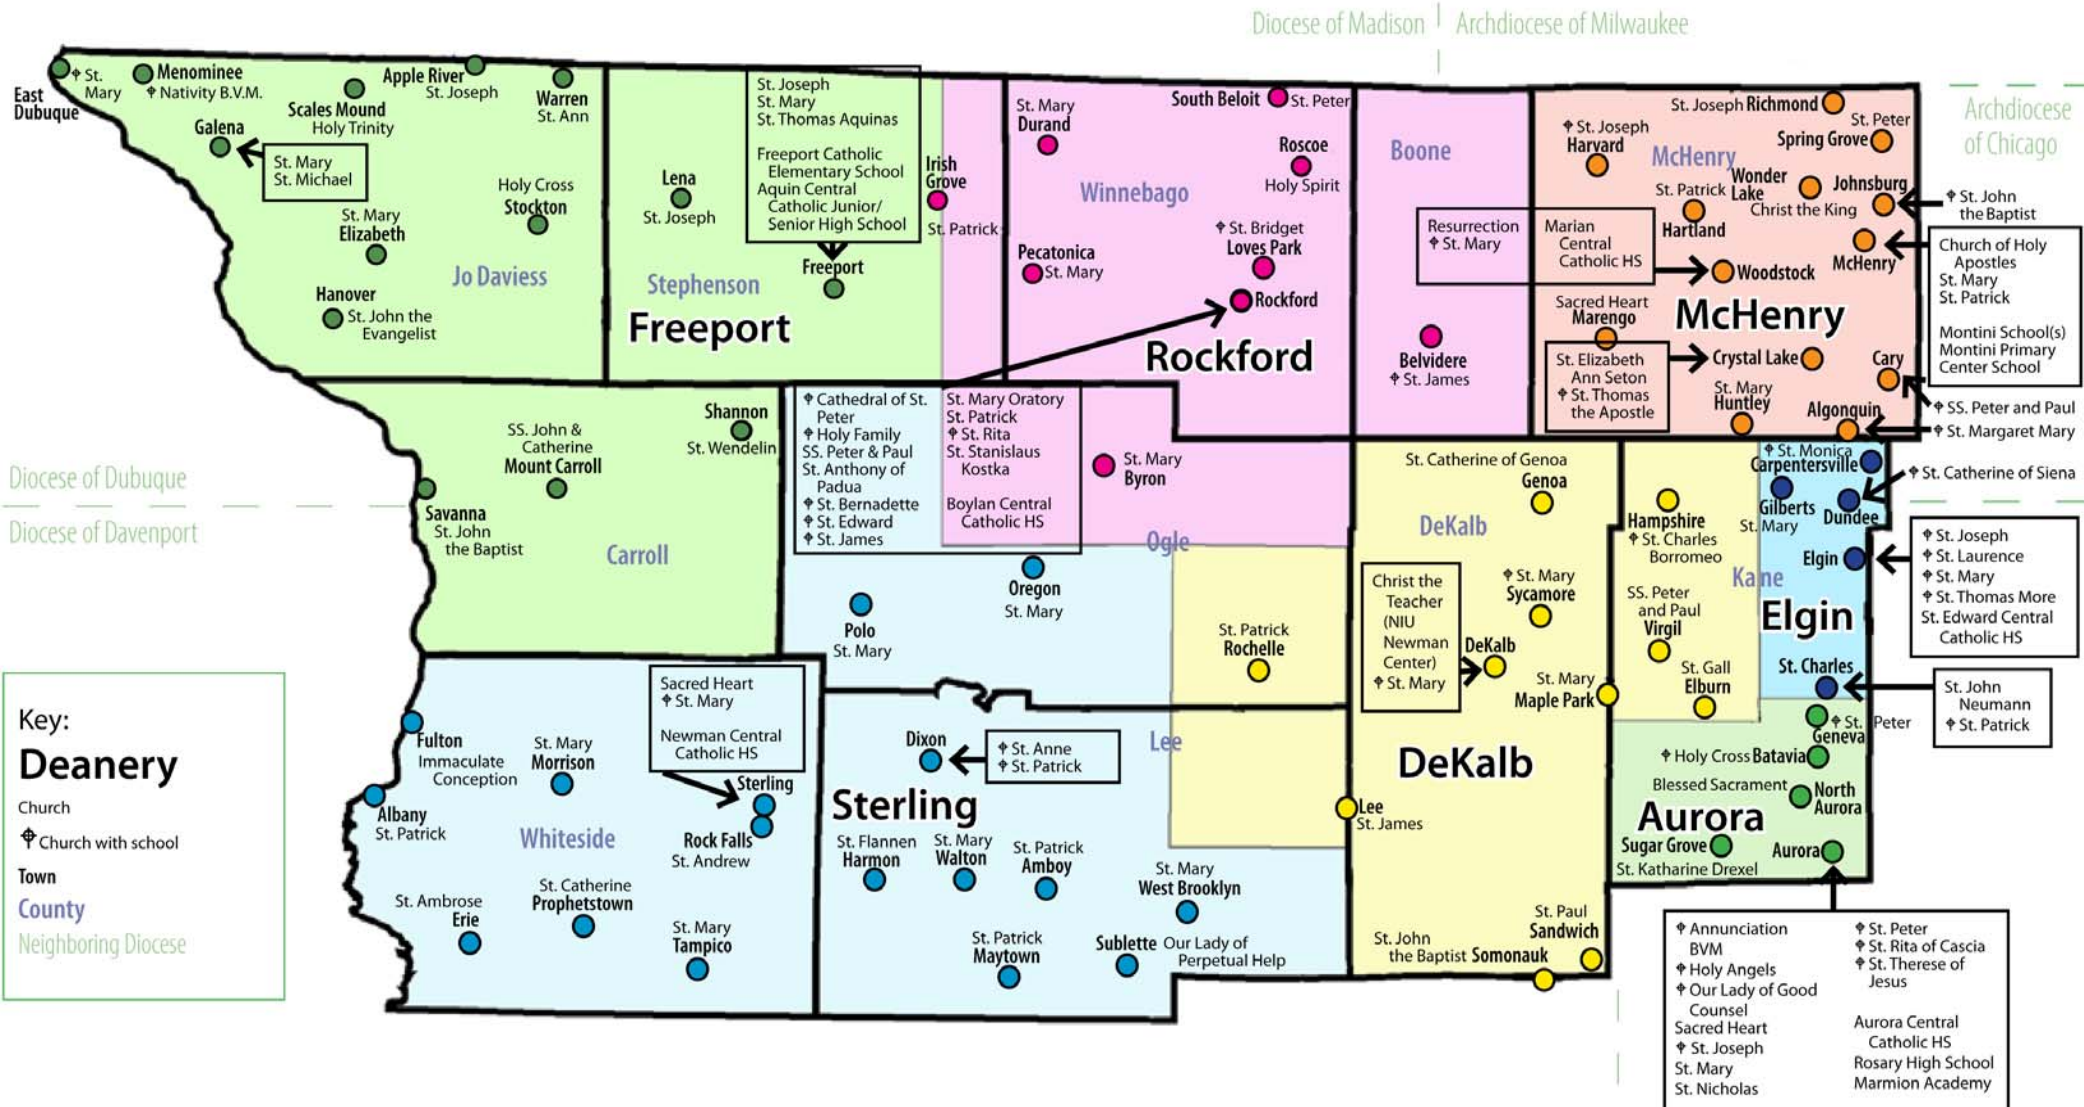 Diocese of Madison
Archdiocese of Milwaukee
Archdiocese
of Chicago
Diocese of Dubuque
Diocese of Davenport
East
Dubuque
St.
Mary
Menominee
Nativity B.V.M.
Galena
St. Mary
St. Michael
Scales Mound
Holy Trinity
Apple River
St. Joseph
Warren
St. Ann
Holy Cross
Stockton
St. Mary
Elizabeth
Hanover
St. John the
Evangelist
Jo Daviess
Lena
St. Joseph
Stephenson
Freeport
St. Joseph
St. Mary
St. Thomas Aquinas
Freeport Catholic
Elementary School
Aquin Central
Catholic Junior/
Senior High School
Freeport
Irish
Grove
St. Patrick
St. Mary
Durand
South Beloit
St. Peter
Roscoe
Holy Spirit
Winnebago
St. Bridget
Loves Park
Pecatonica
St. Mary
Rockford
Rockford
Boone
Belvidere
St. James
Resurrection
St. Mary
Marian
Central
Catholic HS
Woodstock
St. Joseph Richmond
St. Peter
Spring Grove
St. Joseph
Harvard
McHenry
Wonder
Lake
Christ the King
Johnsburg
St. John
the Baptist
St. Patrick
Hartland
McHenry
Church of Holy
Apostles
St. Mary
St. Patrick
Montini School(s)
Montini Primary
Center School
McHenry
Sacred Heart
Marengo
St. Elizabeth
Ann Seton
St. Thomas
the Apostle
Crystal Lake
Cary
SS. Peter and Paul
St. Mary
Huntley
Algonquin
St. Margaret Mary
Shannon
St. Wendelin
SS. John &
Catherine
Mount Carroll
Savanna
St. John
the Baptist
Carroll
Cathedral of St.
Peter
Holy Family
SS. Peter & Paul
St. Anthony of
Padua
St. Bernadette
St. Edward
St. James
St. Mary Oratory
St. Patrick
St. Rita
St. Stanislaus
Kostka
Boylan Central
Catholic HS
St. Mary
Byron
Ogle
Oregon
St. Mary
Polo
St. Mary
St. Patrick
Rochelle
St. Catherine of Genoa
Genoa
DeKalb
Christ the
Teacher
(NIU
Newman
Center)
St. Mary
DeKalb
St. Mary
Sycamore
St. Mary
Maple Park
DeKalb
Hampshire
St. Charles
Borromeo
Kane
SS. Peter
and Paul
Virgil
St. Gall
Elburn
St. Monica
Carpentersville
Gilberts
St. Mary
Dundee
St. Catherine of Siena
Elgin
St. Joseph
St. Laurence
St. Mary
St. Thomas More
St. Edward Central
Catholic HS
Elgin
St. Charles
St. John
Neumann
St. Patrick
St. Peter
Geneva
Holy Cross Batavia
Blessed Sacrament
North
Aurora
Aurora
Sugar Grove
St. Katharine Drexel
Aurora
Annunciation
BVM
Holy Angels
Our Lady of Good
Counsel
Sacred Heart
St. Joseph
St. Mary
St. Nicholas
St. Peter
St. Rita of Cascia
St. Therese of
Jesus
Aurora Central
Catholic HS
Rosary High School
Marmion Academy
Fulton
Immaculate
Conception
Albany
St. Patrick
St. Mary
Morrison
Whiteside
Sacred Heart
St. Mary
Newman Central
Catholic HS
Sterling
Rock Falls
St. Andrew
St. Ambrose
Erie
St. Catherine
Prophetstown
St. Mary
Tampico
Dixon
St. Anne
St. Patrick
Lee
Sterling
St. Flannen
Harmon
St. Mary
Walton
St. Patrick
Amboy
St. Mary
West Brooklyn
St. Patrick
Maytown
Sublette
Our Lady of
Perpetual Help
Lee
St. James
St. Paul
Sandwich
St. John
the Baptist Somonauk
Key:
Deanery
Church
Church with school
Town
County
Neighboring Diocese